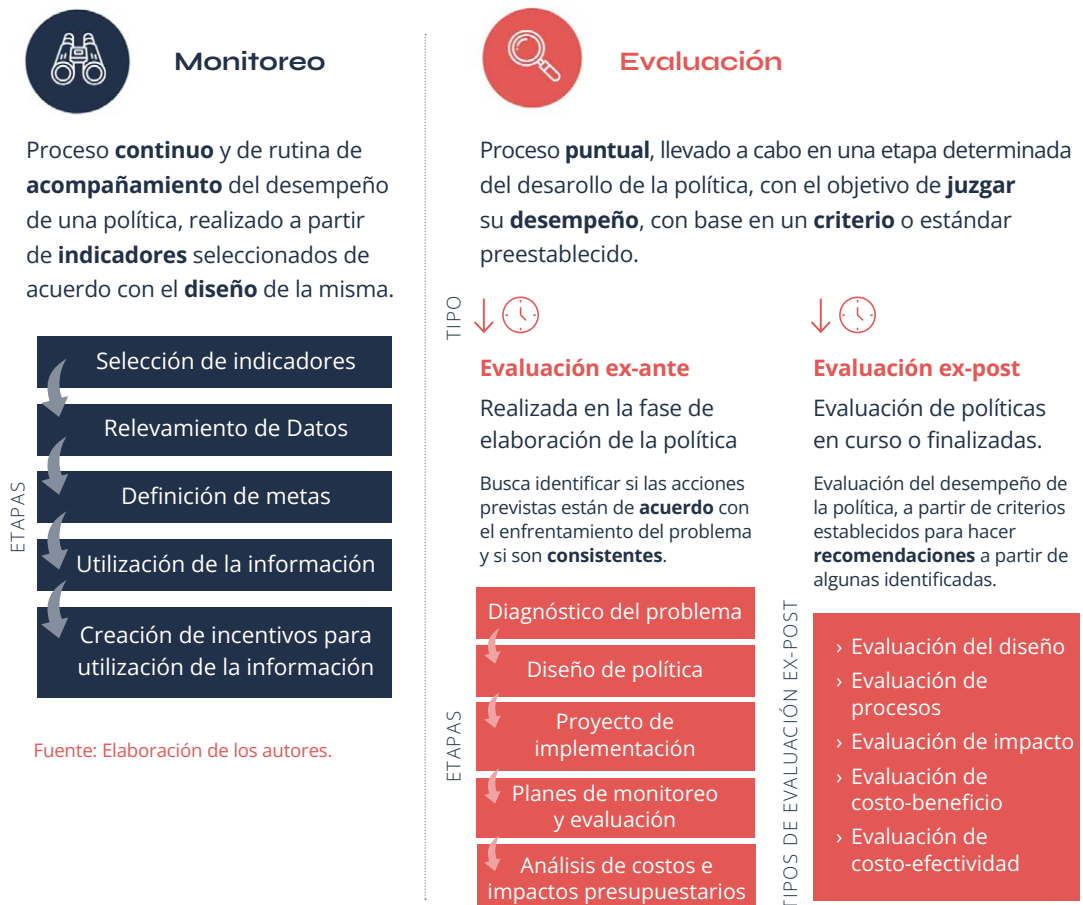 Monitoreo
Proceso continuo y de rutina de
acompañamiento del desempeño
de una política, realizado a partir
de indicadores seleccionados de
acuerdo con el diseño de la misma.
ETAPAS
Selección de indicadores
Relevamiento de Datos
Definición de metas
Utilización de la información
Creación de incentivos para
utilización de la información
Fuente: Elaboración de los autores.
Evaluación
Proceso puntual, llevado a cabo en una etapa determinada
del desarollo de la política, con el objetivo de juzgar
su desempeño, con base en un criterio o estándar
preestablecido.
TIPO
Evaluación ex-ante
Realizada en la fase de
elaboración de la política
Busca identificar si las acciones
previstas están de acuerdo con
el enfrentamiento del problema
y si son consistentes.
ETAPAS
Diagnóstico del problema
Diseño de política
Proyecto de
implementación
Planes de monitoreo
y evaluación
Análisis de costos e
impactos presupuestarios
Evaluación ex-post
Evaluación de políticas
en curso o finalizadas.
Evaluación del desempeño de
la política, a partir de criterios
establecidos para hacer
recomendaciones a partir de
algunas identificadas.
TIPOS DE EVALUACIÓN EX-POST
› Evaluación del diseño
› Evaluación de
procesos
› Evaluación de impacto
› Evaluación de
costo-beneficio
› Evaluación de
costo-efectividad